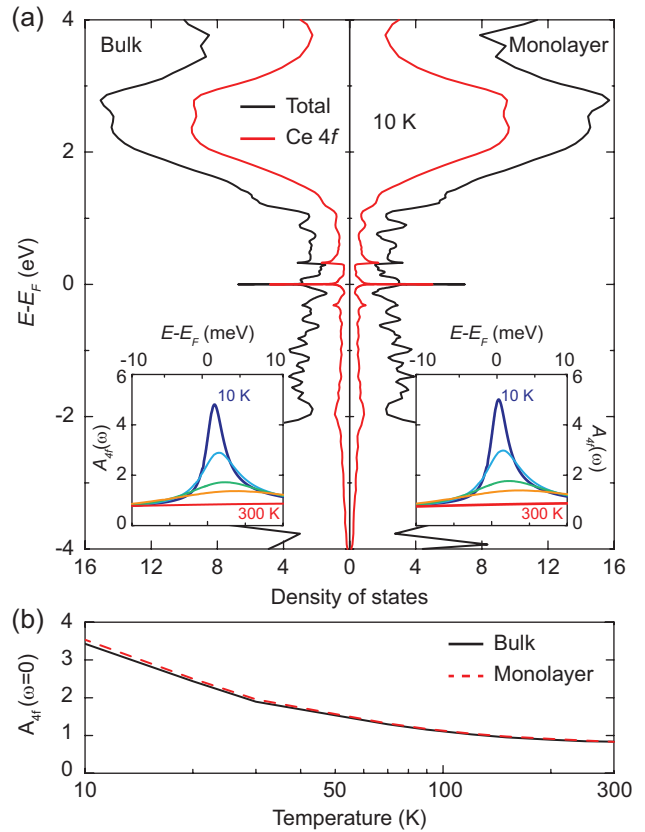 (a)
Bulk
Monolayer
Total
Ce 4f
10 K
E-E_F (eV)
4
2
0
-2
-4
E-E_F (meV)
-10 0 10
6
4
2
0
A_4f(ω)
10 K
300 K
E-E_F (meV)
-10 0 10
6
4
2
0
A_4f(ω)
10 K
300 K
16 12 8 4 0 4 8 12 16
Density of states
(b)
A_4f (ω=0)
4
3
2
1
0
Bulk
Monolayer
10 50 100 300
Temperature (K)